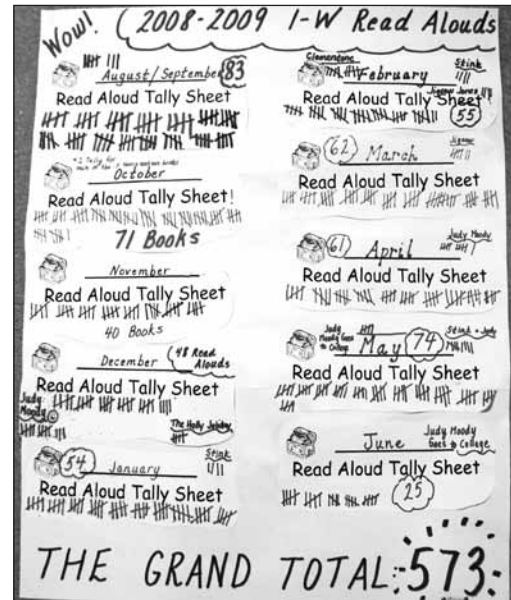 Wow!
2008-2009 1-W Read Alouds
August/September 83
Read Aloud Tally Sheet
October
Read Aloud Tally Sheet!
71 Books
November
Read Aloud Tally Sheet
40 Books
December
48 Read
Alouds
Read Aloud Tally Sheet
Judy
Moody
The Holly
54 January
Stink
Read Aloud Tally Sheet
Clementine
February
Stink
Read Aloud Tally Sheet
55
62 March
Read Aloud Tally Sheet
61 April
Judy Moody
Read Aloud Tally Sheet
Judy
Moody Goes
to College
May 74
Stink + Judy
Read Aloud Tally Sheet
June
Judy Moody
Goes to College
Read Aloud Tally Sheet
25
THE GRAND TOTAL: 573